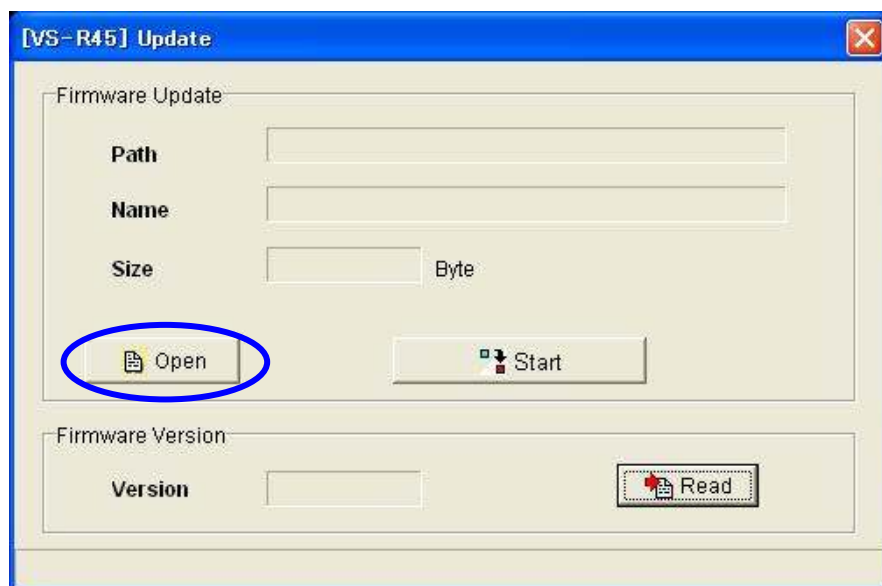 [VS-R45] Update
Firmware Update
Path
Name
Size Byte
Open Start
Firmware Version
Version Read